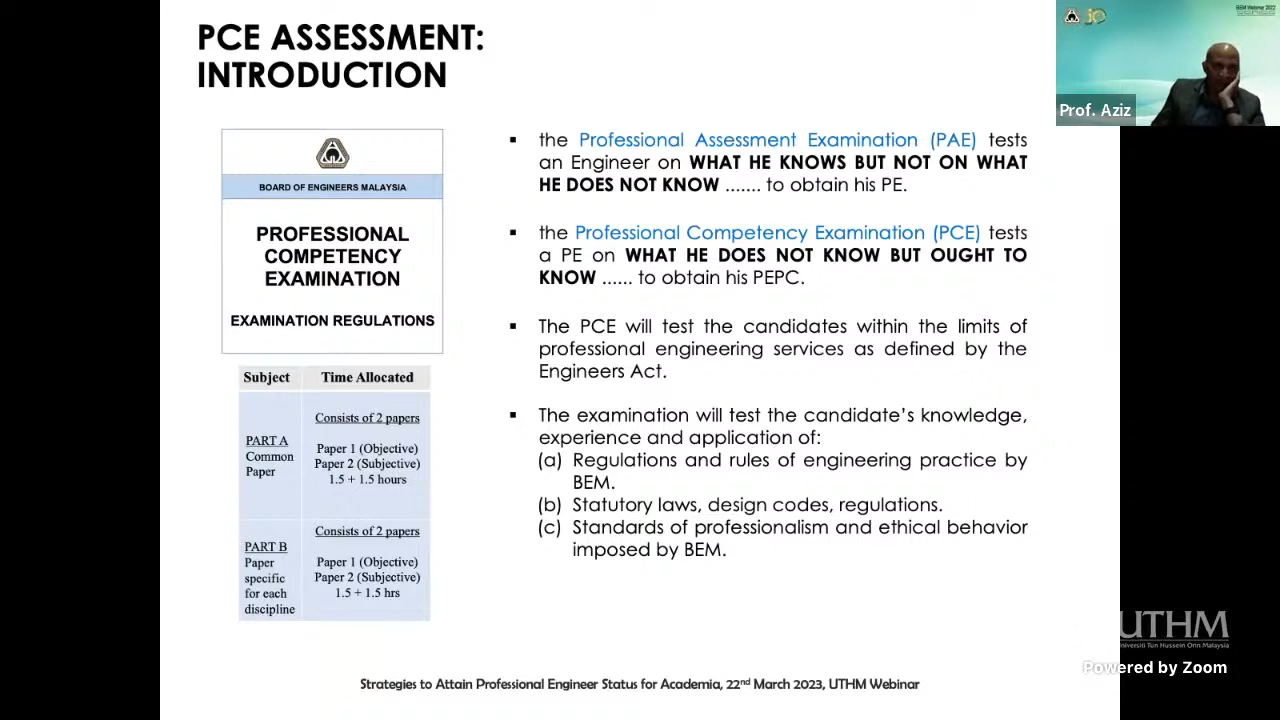 PCE ASSESSMENT:
INTRODUCTION
BOARD OF ENGINEERS MALAYSIA
PROFESSIONAL
COMPETENCY
EXAMINATION
EXAMINATION REGULATIONS
Subject Time Allocated
PART A
Common
Paper
Consists of 2 papers
Paper 1 (Objective)
Paper 2 (Subjective)
1.5 + 1.5 hours
PART B
Paper
specific
for each
discipline
Consists of 2 papers
Paper 1 (Objective)
Paper 2 (Subjective)
1.5 + 1.5 hrs
▪ the Professional Assessment Examination (PAE) tests
an Engineer on WHAT HE KNOWS BUT NOT ON WHAT
HE DOES NOT KNOW ....... to obtain his PE.
▪ the Professional Competency Examination (PCE) tests
a PE on WHAT HE DOES NOT KNOW BUT OUGHT TO
KNOW ...... to obtain his PEPC.
▪ The PCE will test the candidates within the limits of
professional engineering services as defined by the
Engineers Act.
▪ The examination will test the candidate’s knowledge,
experience and application of:
(a) Regulations and rules of engineering practice by
BEM.
(b) Statutory laws, design codes, regulations.
(c) Standards of professionalism and ethical behavior
imposed by BEM.
Strategies to Attain Professional Engineer Status for Academia, 22nd March 2023, UTHM Webinar
BEM Webinar 2022
Prof. Aziz
UTHM
Universiti Tun Hussein Onn Malaysia
Powered by Zoom